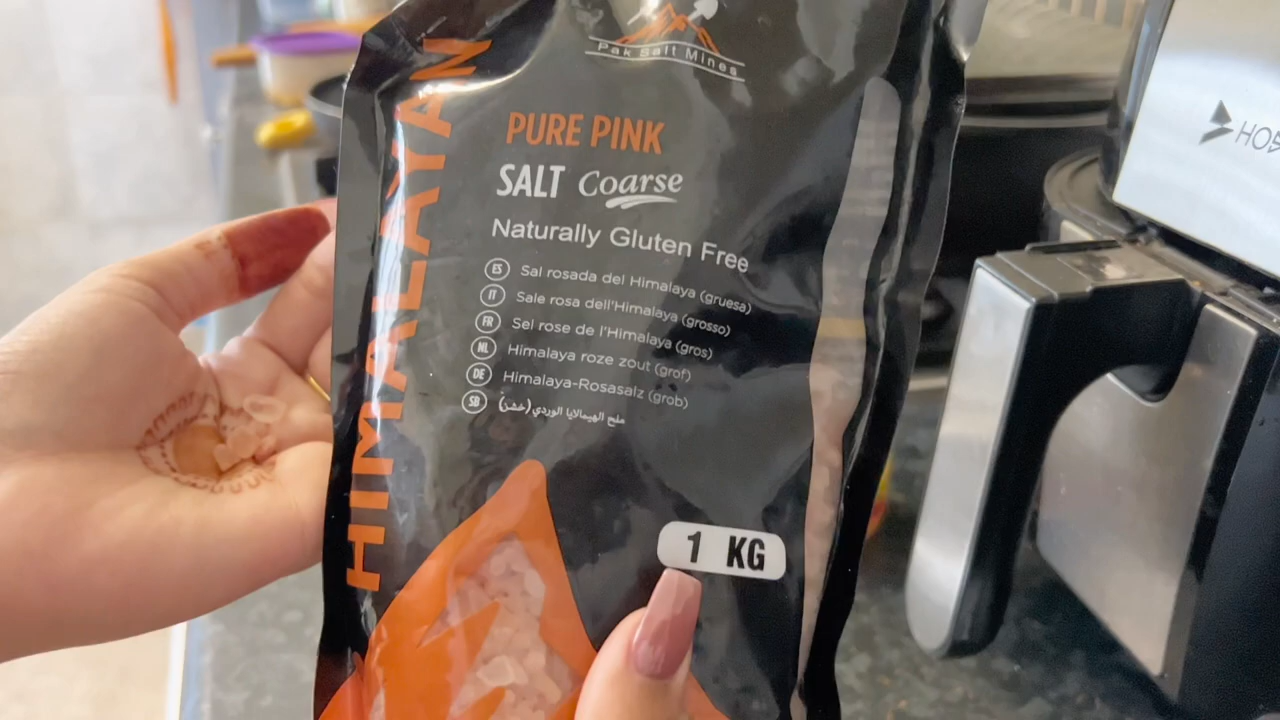 Pak Salt Mines
HIMALAYAN
PURE PINK
SALT Coarse
Naturally Gluten Free
ES Sal rosada del Himalaya (gruesa)
IT Sale rosa dell'Himalaya (grosso)
FR Sel rose de l'Himalaya (gros)
NL Himalaya roze zout (grof)
DE Himalaya-Rosasalz (grob)
SB ملح الهيمالايا الوردي (خشن)
1 KG